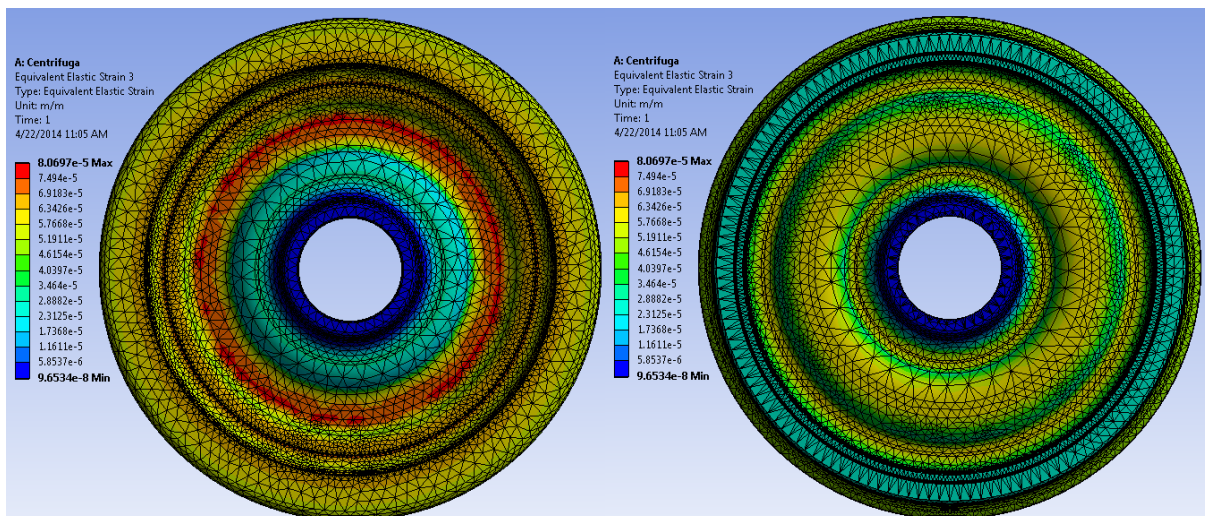 A: Centrifuga
Equivalent Elastic Strain 3
Type: Equivalent Elastic Strain
Unit: m/m
Time: 1
4/22/2014 11:05 AM
8.0697e-5 Max
7.494e-5
6.9183e-5
6.3426e-5
5.7668e-5
5.1911e-5
4.6154e-5
4.0397e-5
3.464e-5
2.8882e-5
2.3125e-5
1.7368e-5
1.1611e-5
5.8537e-6
9.6534e-8 Min
A: Centrifuga
Equivalent Elastic Strain 3
Type: Equivalent Elastic Strain
Unit: m/m
Time: 1
4/22/2014 11:05 AM
8.0697e-5 Max
7.494e-5
6.9183e-5
6.3426e-5
5.7668e-5
5.1911e-5
4.6154e-5
4.0397e-5
3.464e-5
2.8882e-5
2.3125e-5
1.7368e-5
1.1611e-5
5.8537e-6
9.6534e-8 Min